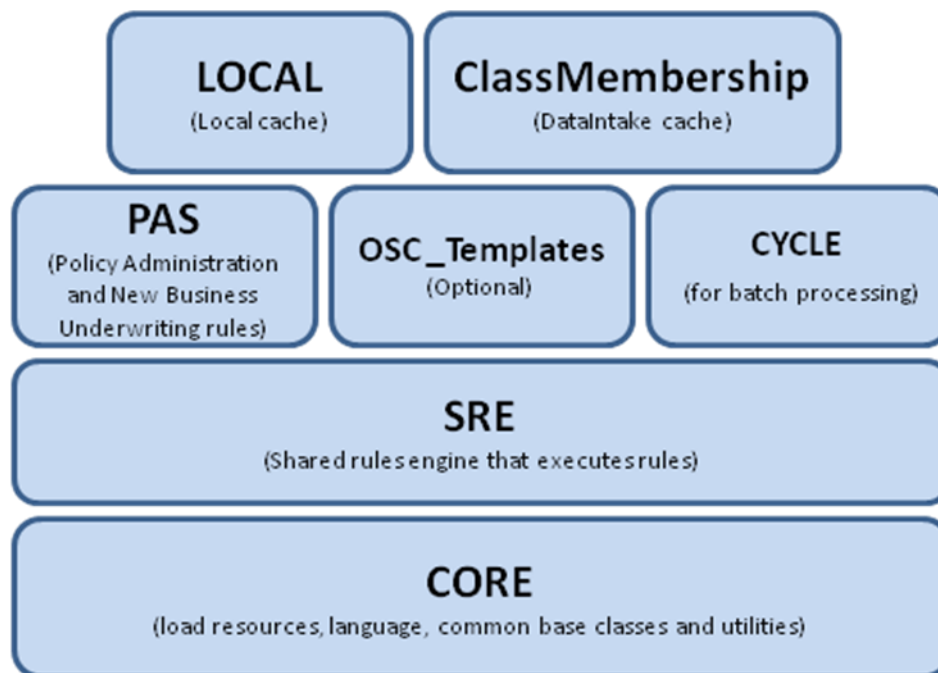 LOCAL
(Local cache)
ClassMembership
(DataIntake cache)
PAS
(Policy Administration
and New Business
Underwriting rules)
OSC_Templates
(Optional)
CYCLE
(for batch processing)
SRE
(Shared rules engine that executes rules)
CORE
(load resources, language, common base classes and utilities)